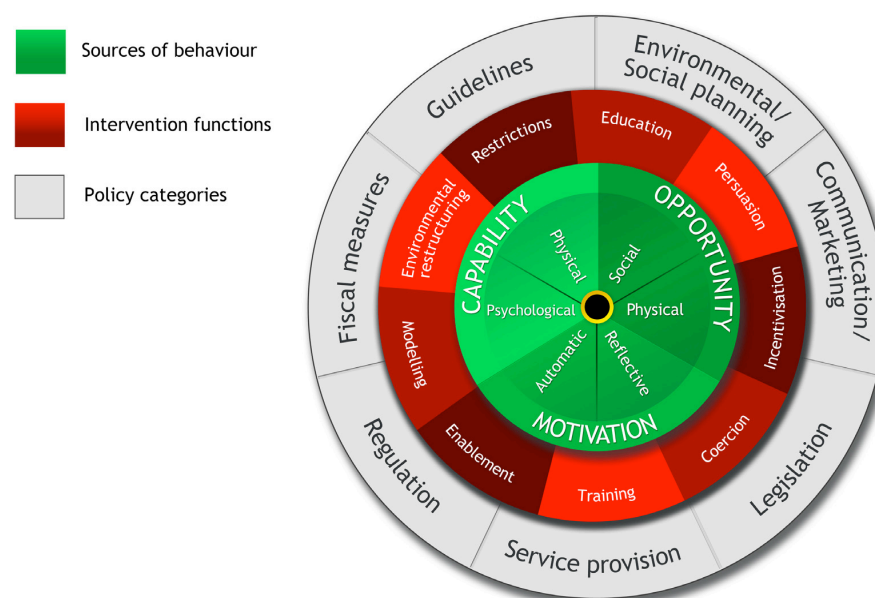 Sources of behaviour
Intervention functions
Policy categories
Guidelines
Environmental/
Social planning
Communication/
Marketing
Legislation
Service provision
Regulation
Fiscal measures
Restrictions
Education
Persuasion
Incentivisation
Coercion
Training
Enablement
Modelling
Environmental
restructuring
CAPABILITY
OPPORTUNITY
MOTIVATION
Physical
Social
Psychological
Physical
Automatic
Reflective